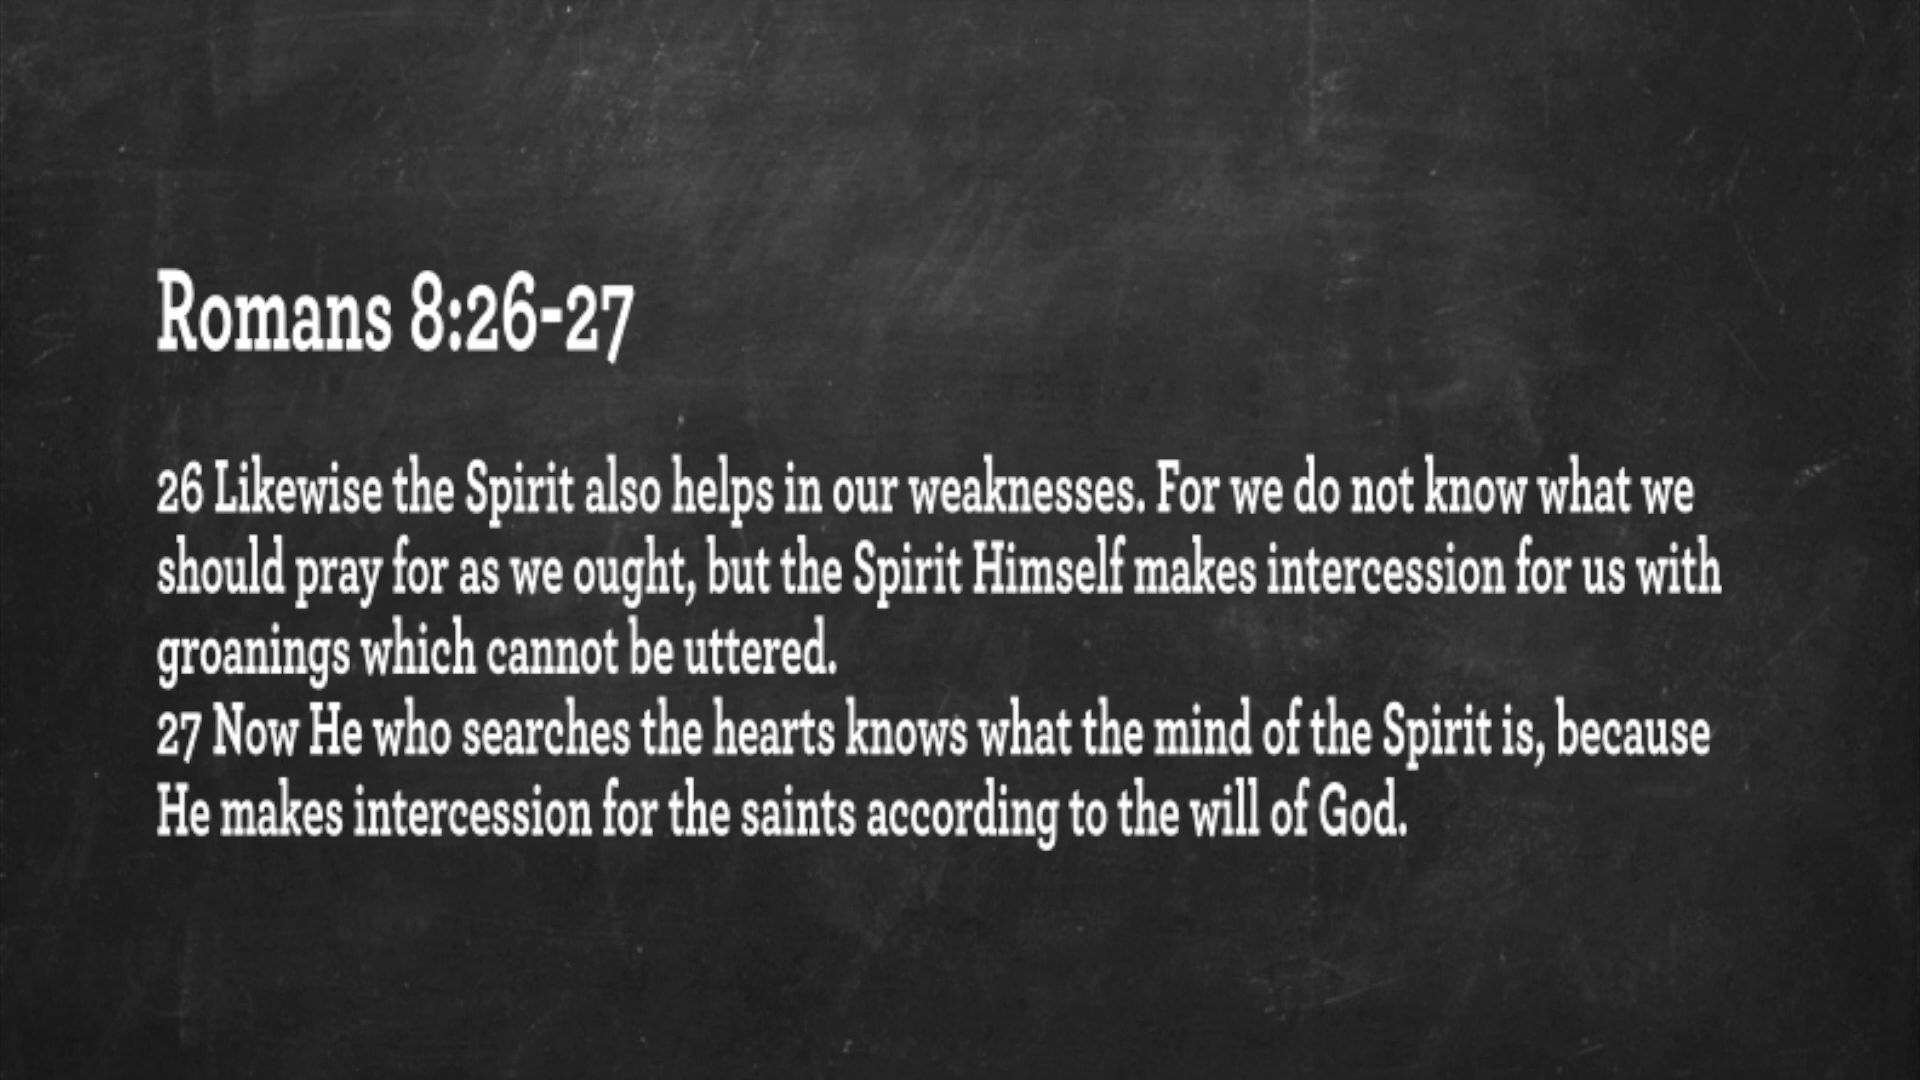 Romans 8:26-27
26 Likewise the Spirit also helps in our weaknesses. For we do not know what we
should pray for as we ought, but the Spirit Himself makes intercession for us with
groanings which cannot be uttered.
27 Now He who searches the hearts knows what the mind of the Spirit is, because
He makes intercession for the saints according to the will of God.